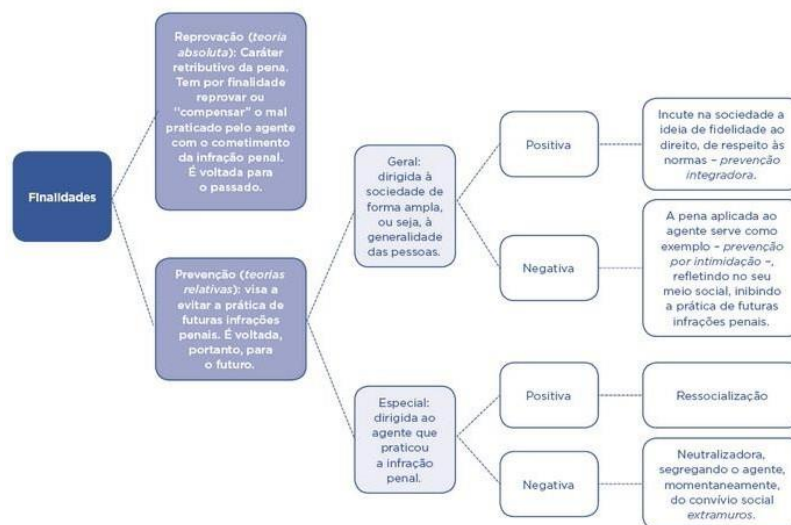 Finalidades
Reprovação (teoria
absoluta): Caráter
retributivo da pena.
Tem por finalidade
reprovar ou
"compensar" o mal
praticado pelo agente
com o cometimento
da infração penal.
É voltada para
o passado.
Prevenção (teorias
relativas): visa a
evitar a prática de
futuras infrações
penais. É voltada,
portanto, para
o futuro.
Geral:
dirigida à
sociedade de
forma ampla,
ou seja, à
generalidade
das pessoas.
Positiva
Incute na sociedade a
ideia de fidelidade ao
direito, de respeito às
normas – prevenção
integradora.
Negativa
A pena aplicada ao
agente serve como
exemplo – prevenção
por intimidação –,
refletindo no seu
meio social, inibindo
a prática de futuras
infrações penais.
Especial:
dirigida ao
agente que
praticou
a infração
penal.
Positiva
Ressocialização
Negativa
Neutralizadora,
segregando o agente,
momentaneamente,
do convívio social
extramuros.